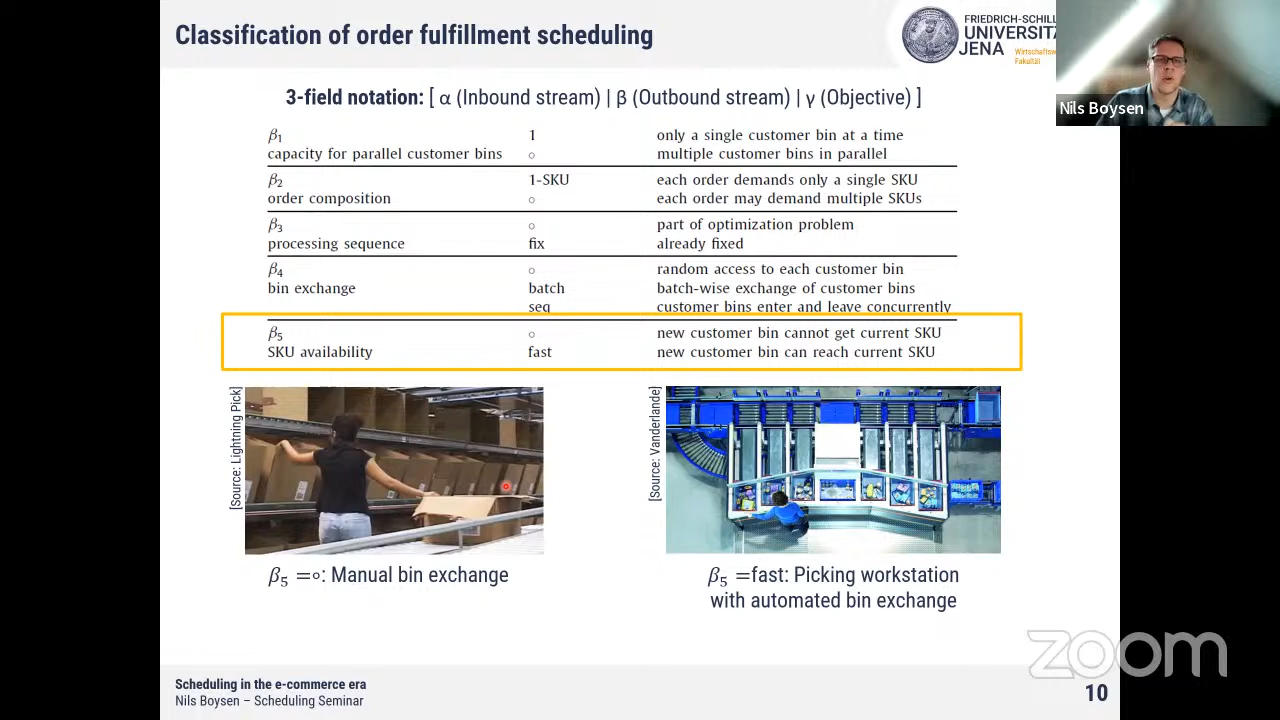 Classification of order fulfillment scheduling
FRIEDRICH-SCHILL
UNIVERSITÄ
JENA
Wirtschaftsw
Fakultät
Nils Boysen
3-field notation: [ α (Inbound stream) | β (Outbound stream) | γ (Objective) ]
β1 1 only a single customer bin at a time
capacity for parallel customer bins ∘ multiple customer bins in parallel
β2 1-SKU each order demands only a single SKU
order composition ∘ each order may demand multiple SKUs
β3 ∘ part of optimization problem
processing sequence fix already fixed
β4 ∘ random access to each customer bin
bin exchange batch batch-wise exchange of customer bins
seq customer bins enter and leave concurrently
β5 ∘ new customer bin cannot get current SKU
SKU availability fast new customer bin can reach current SKU
[Source: Lightning Pick]
[Source: Vanderlande]
β5 =∘: Manual bin exchange
β5 =fast: Picking workstation
with automated bin exchange
zoom
Scheduling in the e-commerce era
Nils Boysen – Scheduling Seminar
10